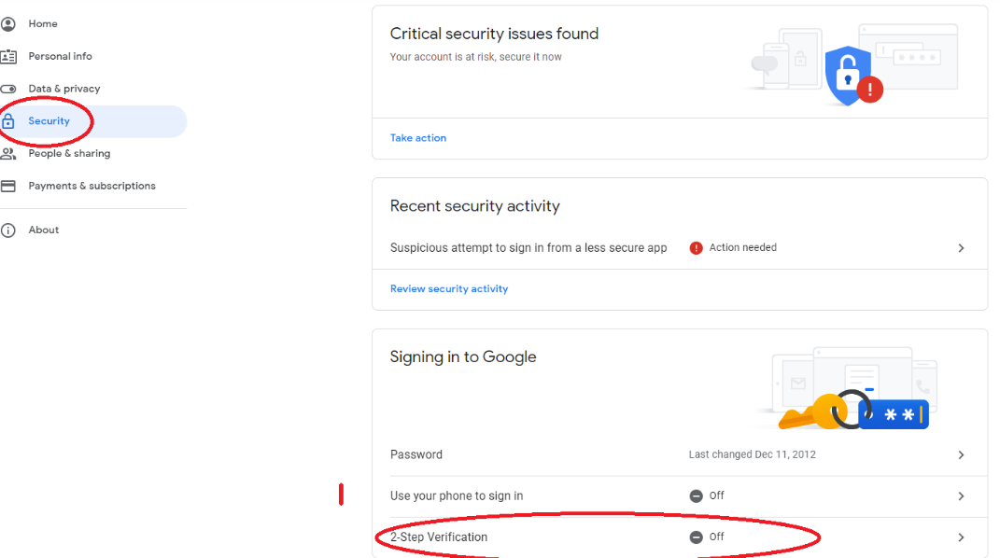 Home
Personal info
Data & privacy
Security
People & sharing
Payments & subscriptions
About
Critical security issues found
Your account is at risk, secure it now
Take action
Recent security activity
Suspicious attempt to sign in from a less secure app Action needed
Review security activity
Signing in to Google
Password Last changed Dec 11, 2012
Use your phone to sign in Off
2-Step Verification Off